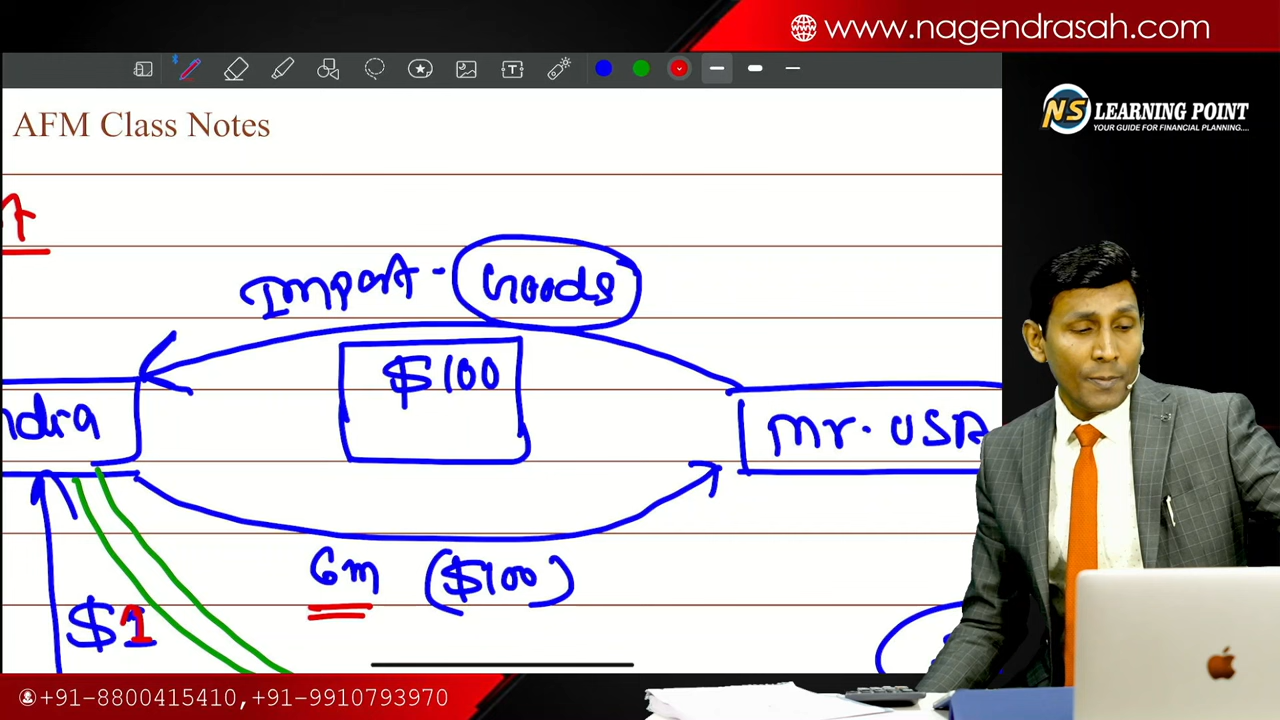 www.nagendrasah.com
NS LEARNING POINT
YOUR GUIDE FOR FINANCIAL PLANNING....
AFM Class Notes
Import - Goods
$100
ndra
Mr. USA
6m ($100)
$1
+91-8800415410,+91-9910793970